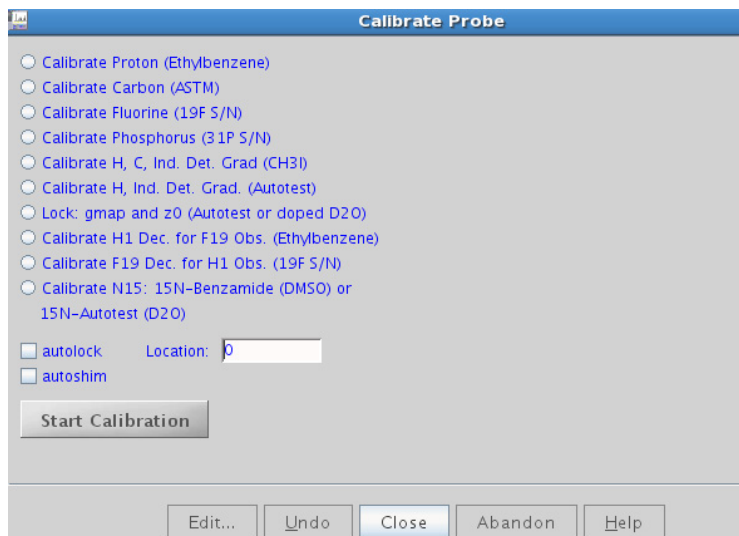 Calibrate Probe
Calibrate Proton (Ethylbenzene)
Calibrate Carbon (ASTM)
Calibrate Fluorine (19F S/N)
Calibrate Phosphorus (31P S/N)
Calibrate H, C, Ind. Det. Grad (CH3I)
Calibrate H, Ind. Det. Grad. (Autotest)
Lock: gmap and z0 (Autotest or doped D2O)
Calibrate H1 Dec. for F19 Obs. (Ethylbenzene)
Calibrate F19 Dec. for H1 Obs. (19F S/N)
Calibrate N15: 15N-Benzamide (DMSO) or
15N-Autotest (D2O)
autolock Location: 0
autoshim
Start Calibration
Edit... Undo Close Abandon Help